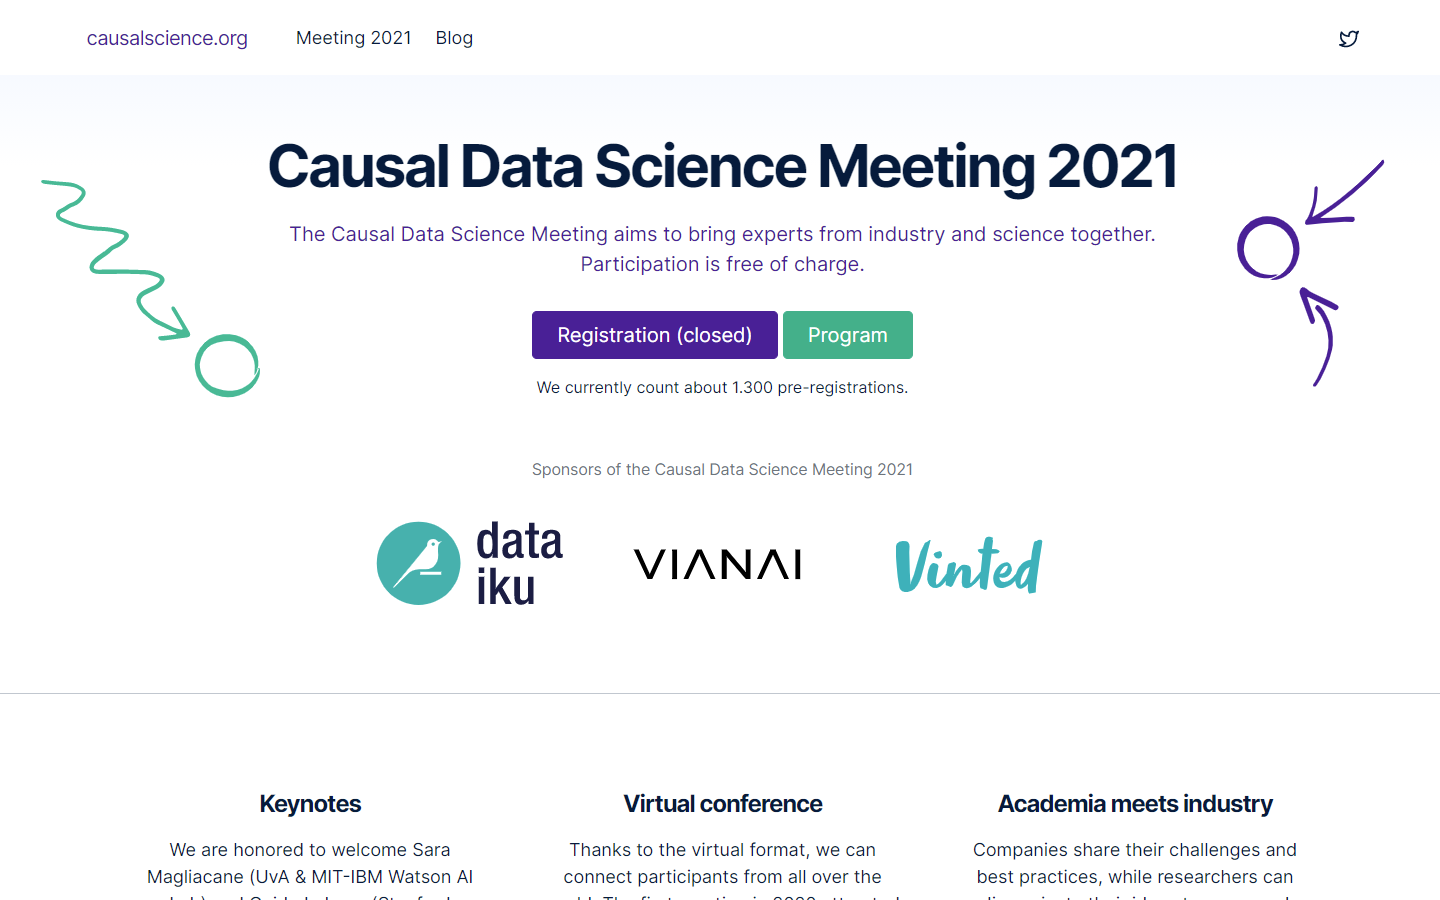 causalscience.org Meeting 2021 Blog
Causal Data Science Meeting 2021
The Causal Data Science Meeting aims to bring experts from industry and science together.
Participation is free of charge.
Registration (closed) Program
We currently count about 1.300 pre-registrations.
Sponsors of the Causal Data Science Meeting 2021
data
iku
VIANAI
Vinted
Keynotes
We are honored to welcome Sara
Magliacane (UvA & MIT-IBM Watson AI
Virtual conference
Thanks to the virtual format, we can
connect participants from all over the
Academia meets industry
Companies share their challenges and
best practices, while researchers can